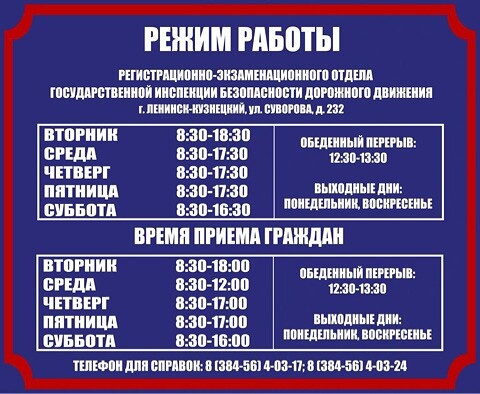 РЕЖИМ РАБОТЫ
РЕГИСТРАЦИОННО-ЭКЗАМЕНАЦИОННОГО ОТДЕЛА
ГОСУДАРСТВЕННОЙ ИНСПЕКЦИИ БЕЗОПАСНОСТИ ДОРОЖНОГО ДВИЖЕНИЯ
г. ЛЕНИНСК-КУЗНЕЦКИЙ, ул. СУВОРОВА, д. 232
ВТОРНИК 8:30-18:30
СРЕДА 8:30-17:30
ЧЕТВЕРГ 8:30-17:30
ПЯТНИЦА 8:30-17:30
СУББОТА 8:30-16:30
ОБЕДЕННЫЙ ПЕРЕРЫВ:
12:30-13:30
ВЫХОДНЫЕ ДНИ:
ПОНЕДЕЛЬНИК, ВОСКРЕСЕНЬЕ
ВРЕМЯ ПРИЕМА ГРАЖДАН
ВТОРНИК 8:30-18:00
СРЕДА 8:30-12:00
ЧЕТВЕРГ 8:30-17:00
ПЯТНИЦА 8:30-17:00
СУББОТА 8:30-16:00
ОБЕДЕННЫЙ ПЕРЕРЫВ:
12:30-13:30
ВЫХОДНЫЕ ДНИ:
ПОНЕДЕЛЬНИК, ВОСКРЕСЕНЬЕ
ТЕЛЕФОН ДЛЯ СПРАВОК: 8 (384-56) 4-03-17; 8 (384-56) 4-03-24